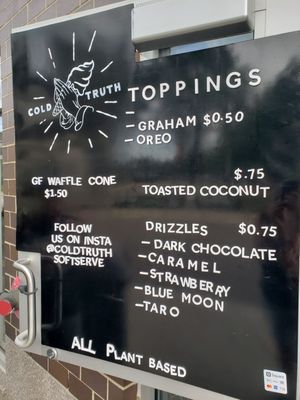 COLD TRUTH
TOPPINGS
– GRAHAM $0.50
– OREO
$.75
TOASTED COCONUT
GF WAFFLE CONE
$1.50
DRIZZLES $0.75
– DARK CHOCOLATE
– CARAMEL
– STRAWBERRY
– BLUE MOON
– TARO
FOLLOW
US ON INSTA
@COLDTRUTH
SOFTSERVE
ALL PLANT BASED